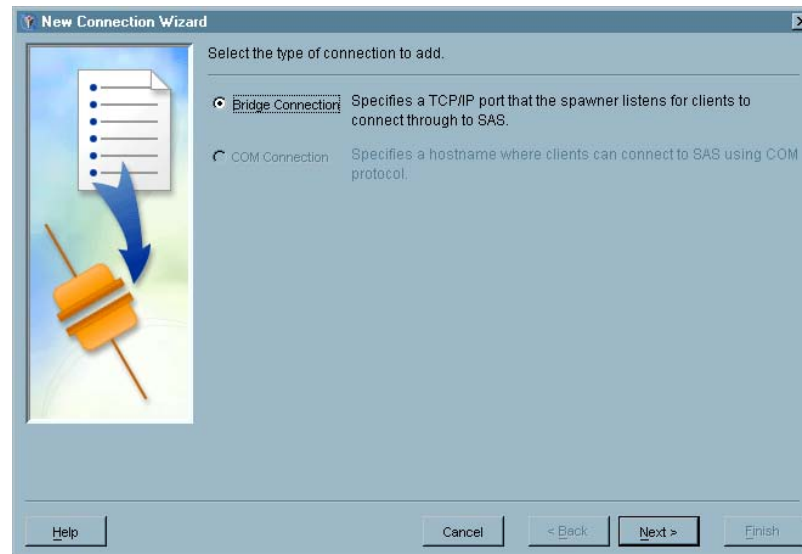 New Connection Wizard
Select the type of connection to add.
Bridge Connection
Specifies a TCP/IP port that the spawner listens for clients to
connect through to SAS.
COM Connection
Specifies a hostname where clients can connect to SAS using COM
protocol.
Help
Cancel
< Back
Next >
Finish